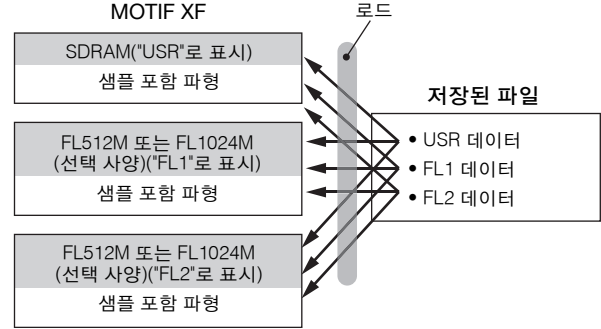 MOTIF XF
로드
SDRAM("USR"로 표시)
샘플 포함 파형
FL512M 또는 FL1024M
(선택 사양)("FL1"로 표시)
샘플 포함 파형
FL512M 또는 FL1024M
(선택 사양)("FL2"로 표시)
샘플 포함 파형
저장된 파일
• USR 데이터
• FL1 데이터
• FL2 데이터